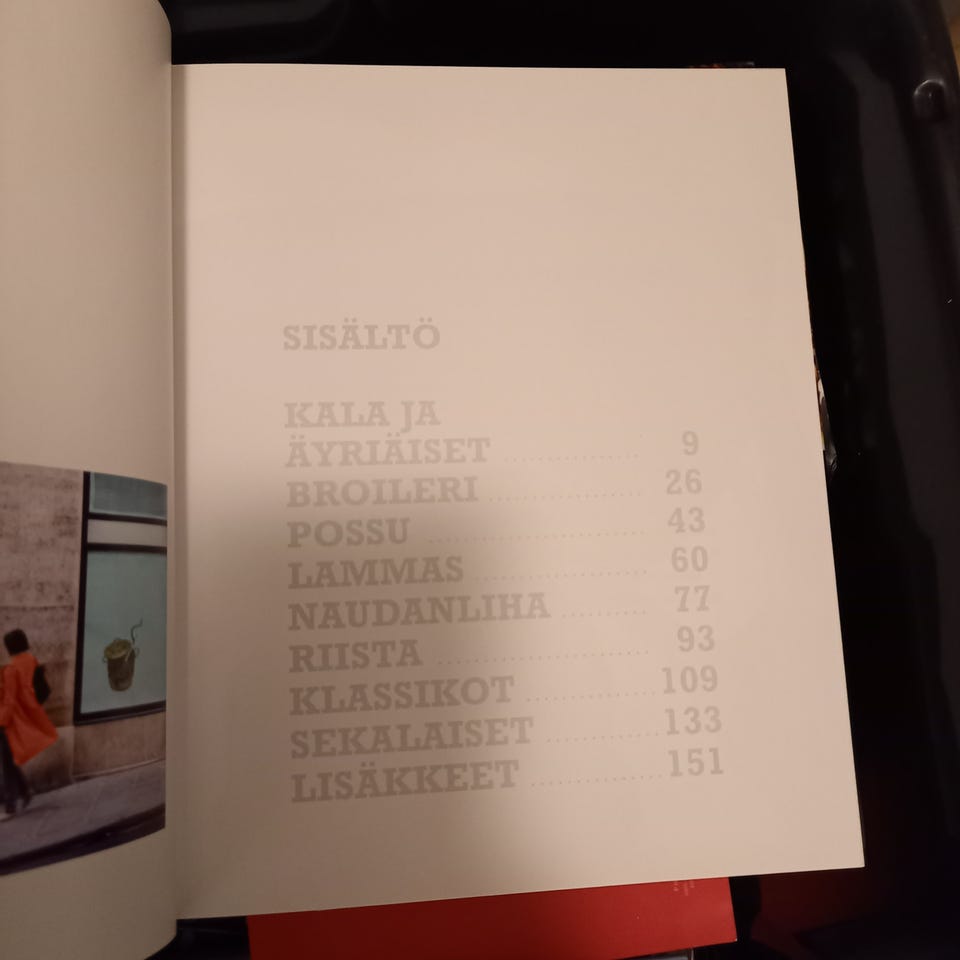 SISÄLTÖ
KALA JA
ÄYRIÄISET ................ 9
BROILERI .................. 26
POSSU ......................... 43
LAMMAS .................... 60
NAUDANLIHA .......... 77
RIISTA ........................ 93
KLASSIKOT .............. 109
SEKALAISET ............ 133
LISÄKKEET .............. 151